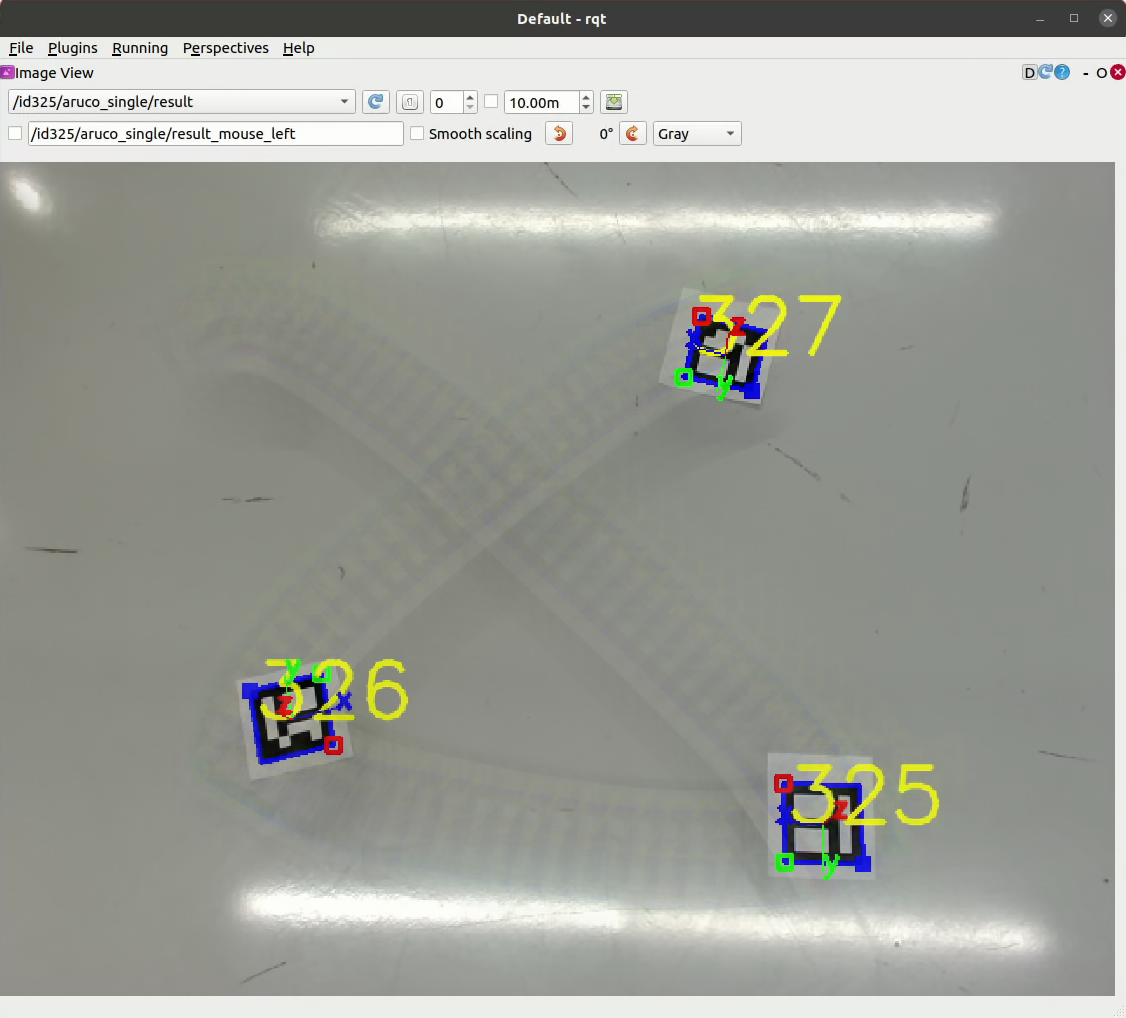 Default - rqt
File Plugins Running Perspectives Help
Image View
D ? - O
/id325/aruco_single/result
0
10.00m
/id325/aruco_single/result_mouse_left
Smooth scaling
0°
Gray
327
z
x
y
326
y
z
x
325
z
x
y